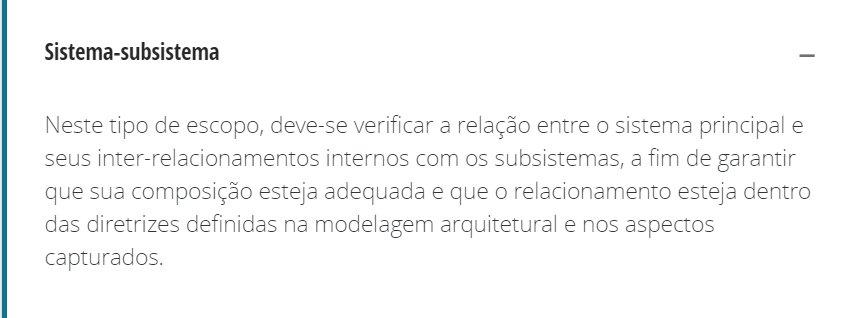 Sistema-subsistema
Neste tipo de escopo, deve-se verificar a relação entre o sistema principal e
seus inter-relacionamentos internos com os subsistemas, a fim de garantir
que sua composição esteja adequada e que o relacionamento esteja dentro
das diretrizes definidas na modelagem arquitetural e nos aspectos
capturados.